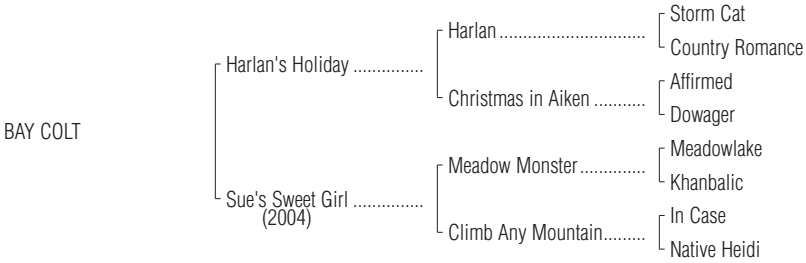 Storm Cat
Harlan..............................
Country Romance
Harlan's Holiday ...............
Affirmed
Christmas in Aiken ...........
Dowager
BAY COLT
Meadowlake
Meadow Monster ..............
Khanbalic
Sue's Sweet Girl ...............
(2004)
In Case
Climb Any Mountain.........
Native Heidi